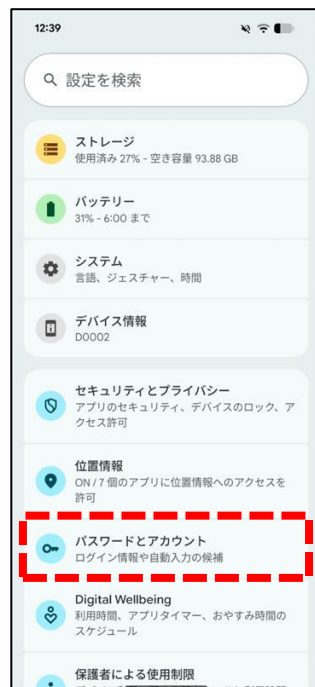 12:39
設定を検索
ストレージ
使用済み 27% - 空き容量 93.88 GB
バッテリー
31% - 6:00 まで
システム
言語、ジェスチャー、時間
デバイス情報
D0002
セキュリティとプライバシー
アプリのセキュリティ、デバイスのロック、ア
クセス許可
位置情報
ON / 7 個のアプリに位置情報へのアクセスを
許可
パスワードとアカウント
ログイン情報や自動入力の候補
Digital Wellbeing
利用時間、アプリタイマー、おやすみ時間の
スケジュール
保護者による使用制限